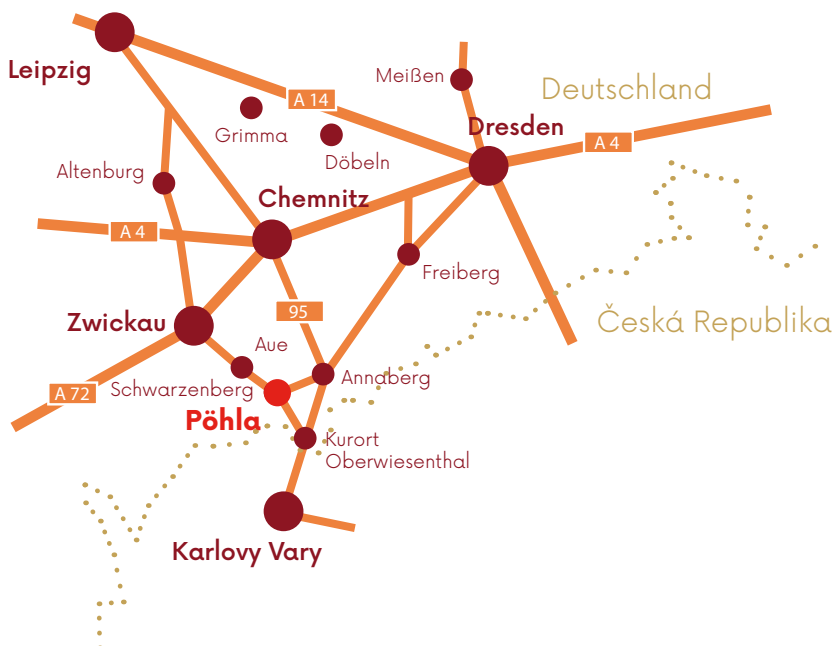 Leipzig
Meißen
Deutschland
A 14
Grimma
Dresden
A 4
Döbeln
Altenburg
Chemnitz
A 4
Freiberg
95
Zwickau
Česká Republika
Aue
Annaberg
A 72
Schwarzenberg
Pöhla
Kurort
Oberwiesenthal
Karlovy Vary